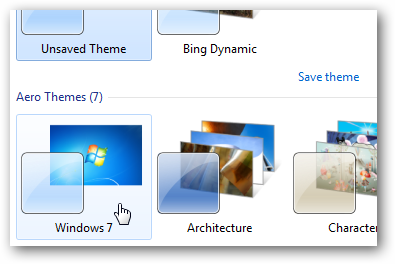 Unsaved Theme Bing Dynamic
Save theme
Aero Themes (7)
Windows 7 Architecture Character